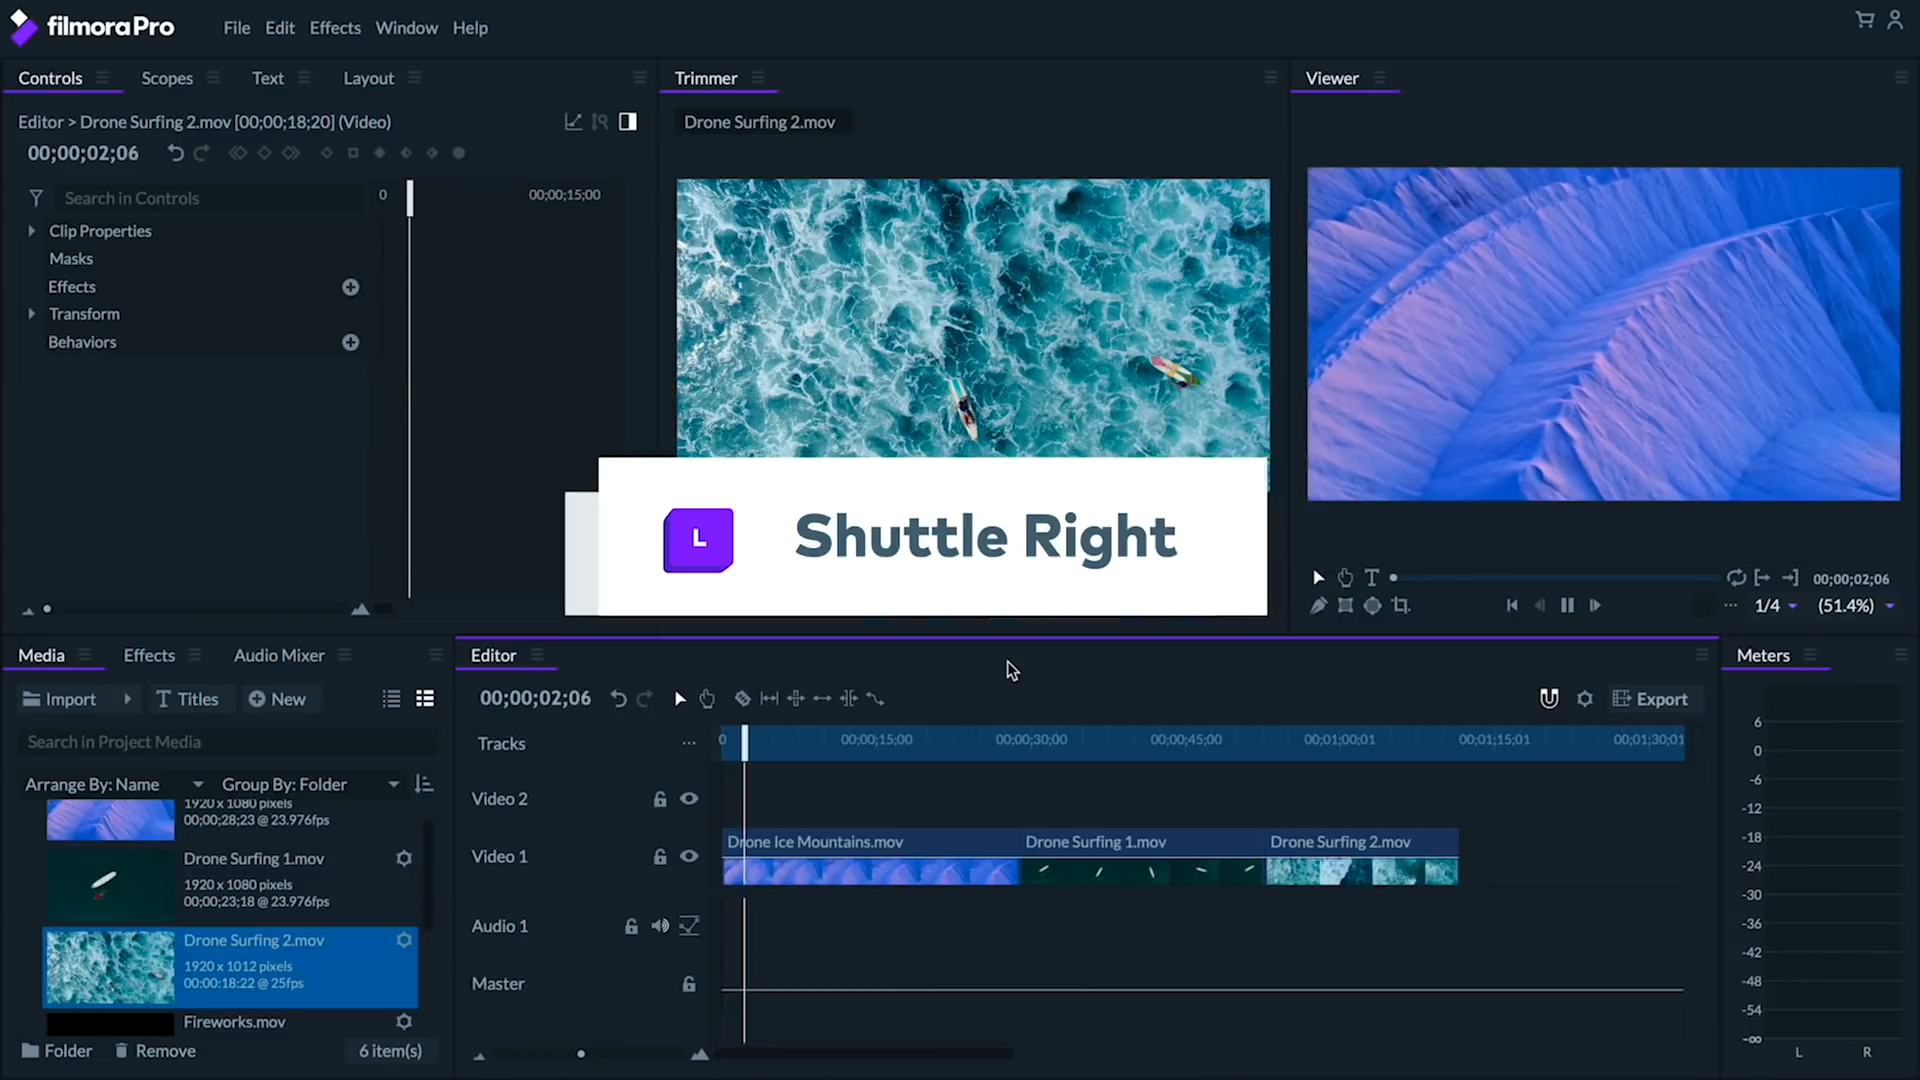 filmoraPro
File Edit Effects Window Help
Controls Scopes Text Layout
Editor > Drone Surfing 2.mov [00;00;18;20] (Video)
00;00;02;06
Search in Controls
0 00;00;15;00
Clip Properties
Masks
Effects
Transform
Behaviors
Trimmer
Drone Surfing 2.mov
L Shuttle Right
Viewer
00;00;02;06
1/4 (51.4%)
Media Effects Audio Mixer
Import Titles New
Search in Project Media
Arrange By: Name Group By: Folder
1920 x 1080 pixels
00;00;28;23 @ 23.976fps
Drone Surfing 1.mov
1920 x 1080 pixels
00;00;23;18 @ 23.976fps
Drone Surfing 2.mov
1920 x 1012 pixels
00:00:18:22 @ 25fps
Fireworks.mov
Folder Remove 6 item(s)
Editor
00;00;02;06
Export
Tracks
0 00;00;15;00 00;00;30;00 00;00;45;00 00;01;00;01 00;01;15;01 00;01;30;01
Video 2
Video 1
Drone Ice Mountains.mov Drone Surfing 1.mov Drone Surfing 2.mov
Audio 1
Master
Meters
6
0
-6
-12
-18
-24
-30
-36
-42
-48
-54
-∞
L R